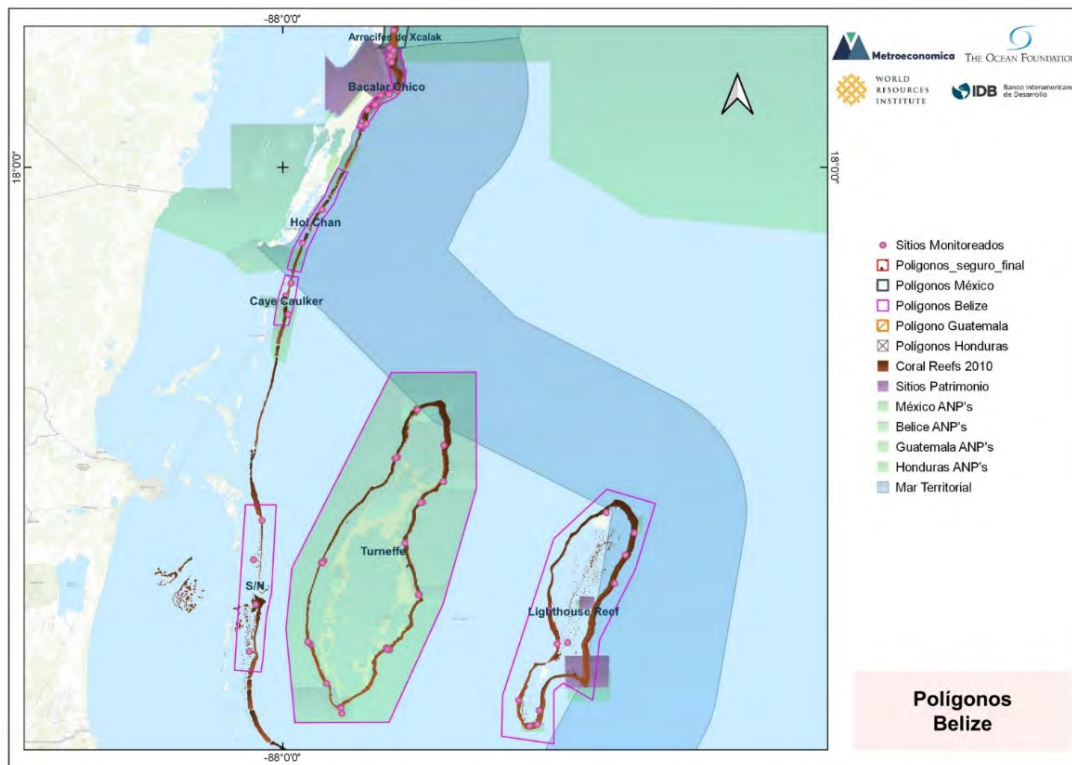 -88°0'0"
Arrecifes de Xcalak
Bacalar Chico
18°0'0"
18°0'0"
Hol Chan
Caye Caulker
Turneffe
S/N
Lighthouse Reef
-88°0'0"
Metroeconomica
THE OCEAN FOUNDATION
WORLD
RESOURCES
INSTITUTE
IDB
Banco Interamericano
de Desarrollo
Sitios Monitoreados
Poligonos_seguro_final
Polígonos México
Polígonos Belize
Polígono Guatemala
Polígonos Honduras
Coral Reefs 2010
Sitios Patrimonio
México ANP's
Belice ANP's
Guatemala ANP's
Honduras ANP's
Mar Territorial
Polígonos
Belize